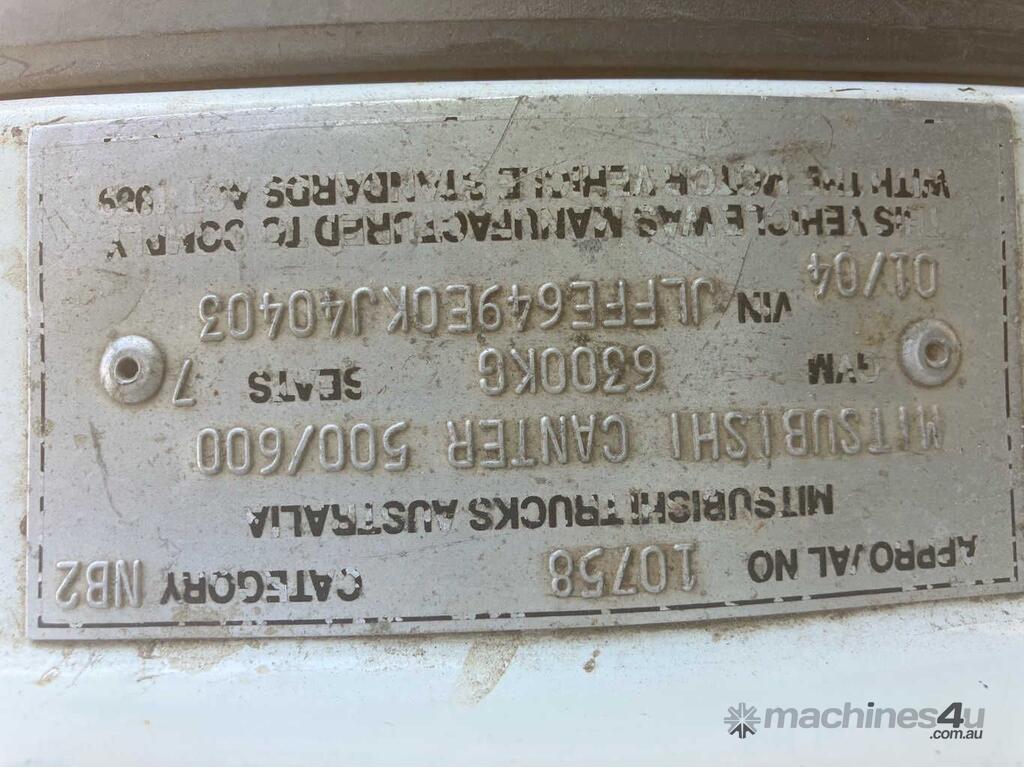 APPROVAL NO 10758 CATEGORY NB2
MITSUBISHI TRUCKS AUSTRALIA
MITSUBISHI CANTER 500/600
GVM 6300KG SEATS 7
01/04 VIN JLFFE649E0KJ40403
THIS VEHICLE WAS MANUFACTURED TO COMPLY
WITH THE MOTOR VEHICLE STANDARDS ACT 1989
machines4u
.com.au